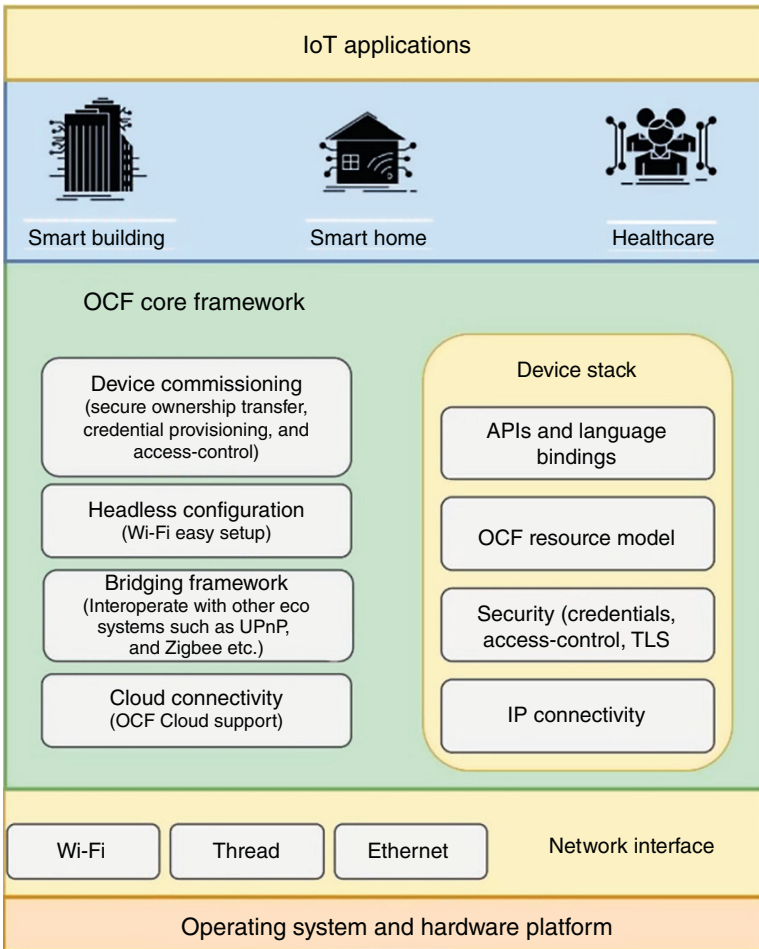 IoT applications
Smart building
Smart home
Healthcare
OCF core framework
Device commissioning
(secure ownership transfer,
credential provisioning, and
access-control)
Headless configuration
(Wi-Fi easy setup)
Bridging framework
(Interoperate with other eco
systems such as UPnP,
and Zigbee etc.)
Cloud connectivity
(OCF Cloud support)
Device stack
APIs and language
bindings
OCF resource model
Security (credentials,
access-control, TLS
IP connectivity
Wi-Fi
Thread
Ethernet
Network interface
Operating system and hardware platform